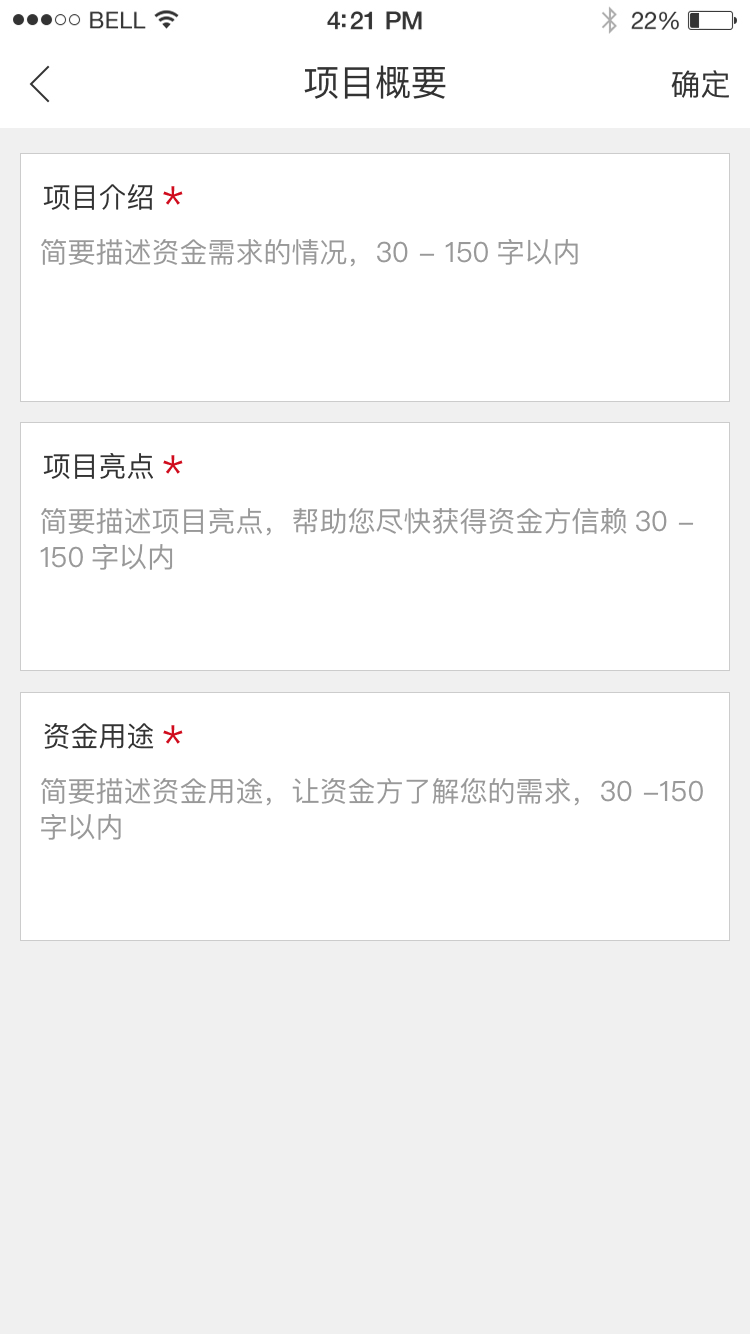 BELL 4:21 PM 22%
项目概要 确定
项目介绍 *
简要描述资金需求的情况，30 – 150 字以内
项目亮点 *
简要描述项目亮点，帮助您尽快获得资金方信赖 30 –
150 字以内
资金用途 *
简要描述资金用途，让资金方了解您的需求，30 –150
字以内